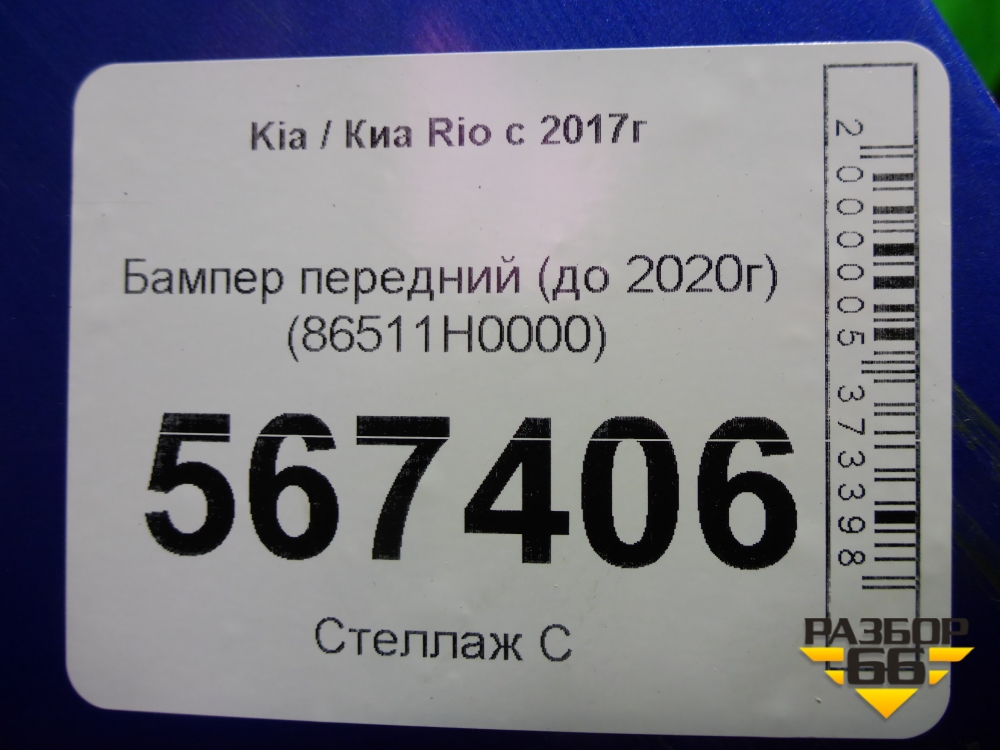 Kia / Киа Rio с 2017г
Бампер передний (до 2020г)
(86511H0000)
567406
Стеллаж С
2000005373398
РАЗБОР
66